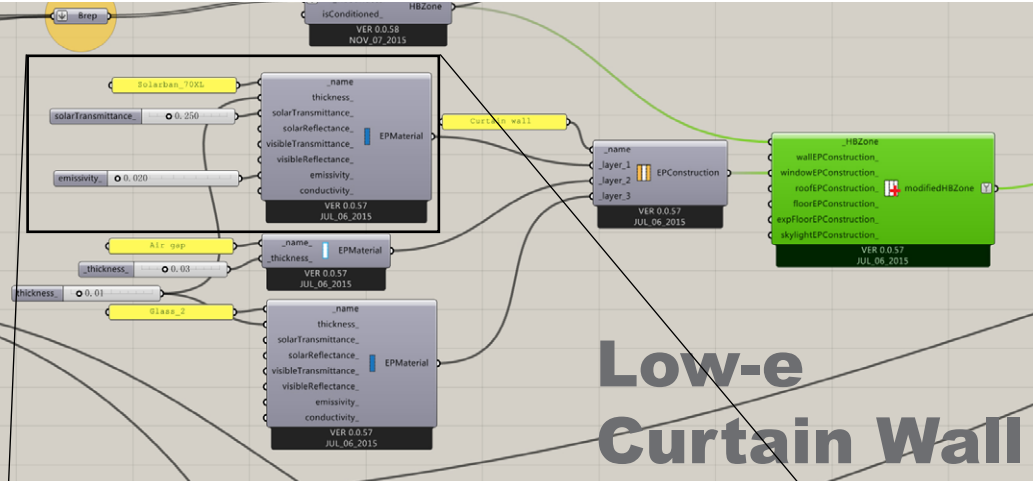 HBZone
isConditioned_
VER 0.0.58
NOV_07_2015
Brep
Solarban_70XL
solarTransmittance_ 0.250
emissivity_ 0.020
_name
thickness_
solarTransmittance_
solarReflectance_
visibleTransmittance_
visibleReflectance_
emissivity_
conductivity_
EPMaterial
VER 0.0.57
JUL_06_2015
Curtain wall
_name
_layer_1
_layer_2
_layer_3
EPConstruction
VER 0.0.57
JUL_06_2015
_HBZone
wallEPConstruction_
windowEPConstruction_
roofEPConstruction_
floorEPConstruction_
expFloorEPConstruction_
skylightEPConstruction_
modifiedHBZone
VER 0.0.57
JUL_06_2015
Air gap
_thickness_ 0.03
_name_
_thickness_
EPMaterial
VER 0.0.57
JUL_06_2015
thickness_ 0.01
Glass_2
_name
thickness_
solarTransmittance_
solarReflectance_
visibleTransmittance_
visibleReflectance_
emissivity_
conductivity_
EPMaterial
VER 0.0.57
JUL_06_2015
Low-e
Curtain Wall